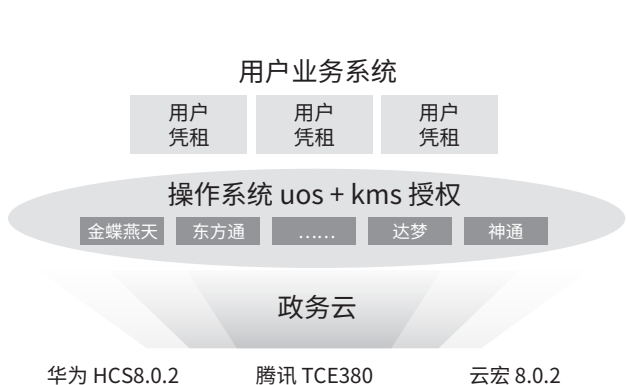 用户业务系统
用户 用户 用户
凭租 凭租 凭租
操作系统 uos + kms 授权
金蝶燕天 东方通 …… 达梦 神通
政务云
华为 HCS8.0.2 腾讯 TCE380 云宏 8.0.2